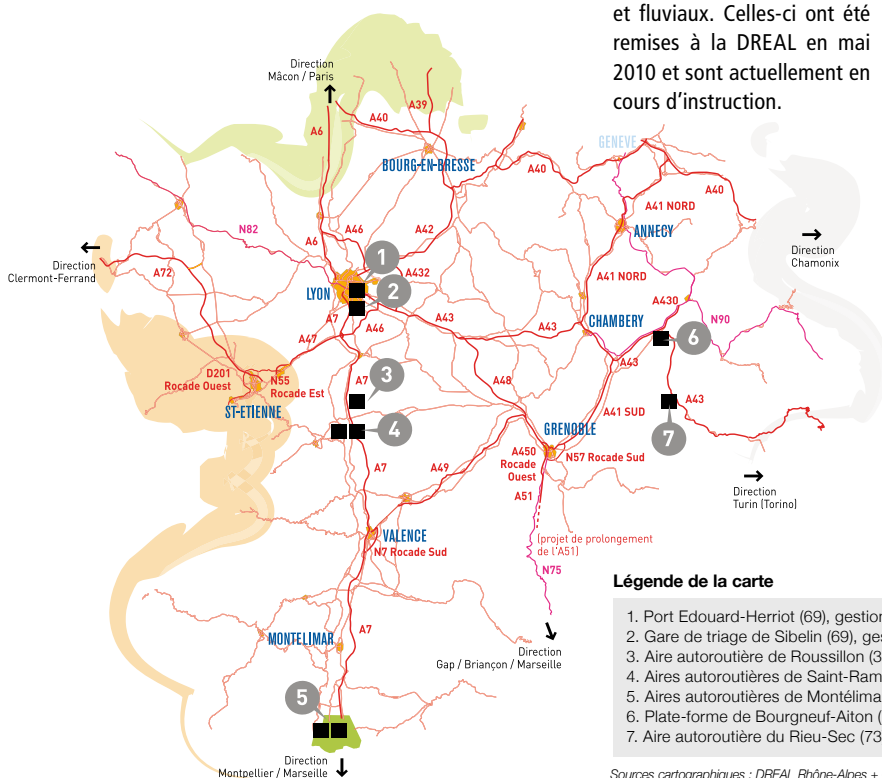 et fluviaux. Celles-ci ont été
remises à la DREAL en mai
2010 et sont actuellement en
cours d'instruction.
Direction
Mâcon / Paris
A39
A40
A6
GENEVE
BOURG-EN-BRESSE
A40
A40
A41 NORD
N82
A46
A42
A6
ANNECY
Direction
Chamonix
Direction
Clermont-Ferrand
A72
1
A432
A41 NORD
LYON
2
A430
A7
A46
A43
A43
CHAMBERY
N90
A47
6
A43
D201
Rocade Ouest
N55
Rocade Est
3
A7
A48
ST-ETIENNE
A41 SUD
A43
GRENOBLE
4
7
A450
Rocade
Ouest
N57 Rocade Sud
A7
A49
A51
Direction
Turin (Torino)
VALENCE
N7 Rocade Sud
(projet de prolongement
de l'A51)
N75
A7
MONTELIMAR
Direction
Gap / Briançon / Marseille
5
Direction
Montpellier / Marseille
Légende de la carte
1. Port Edouard-Herriot (69), gestion
2. Gare de triage de Sibelin (69), ges
3. Aire autoroutière de Roussillon (3
4. Aires autoroutières de Saint-Ram
5. Aires autoroutières de Montélima
6. Plate-forme de Bourgneuf-Aiton (
7. Aire autoroutière du Rieu-Sec (73
Sources cartographiques : DREAL Rhône-Alpes +